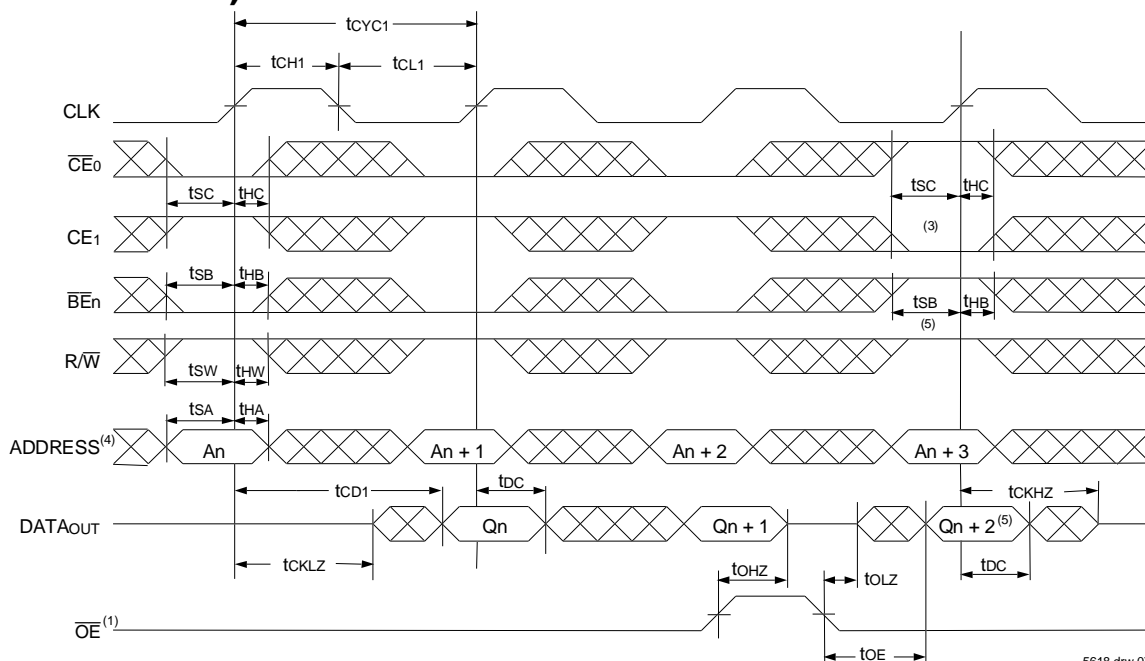 tCYC1
tCH1 tCL1
CLK
CE0
tSC tHC tSC tHC
CE1 (3)
tSB tHB
BEn tSB tHB
(5)
R/W
tSW tHW
tSA tHA
ADDRESS(4) An An + 1 An + 2 An + 3
tCD1 tDC tCKHZ
DATAOUT Qn Qn + 1 Qn + 2(5)
tCKLZ tOHZ tOLZ tDC
OE(1)
tOE